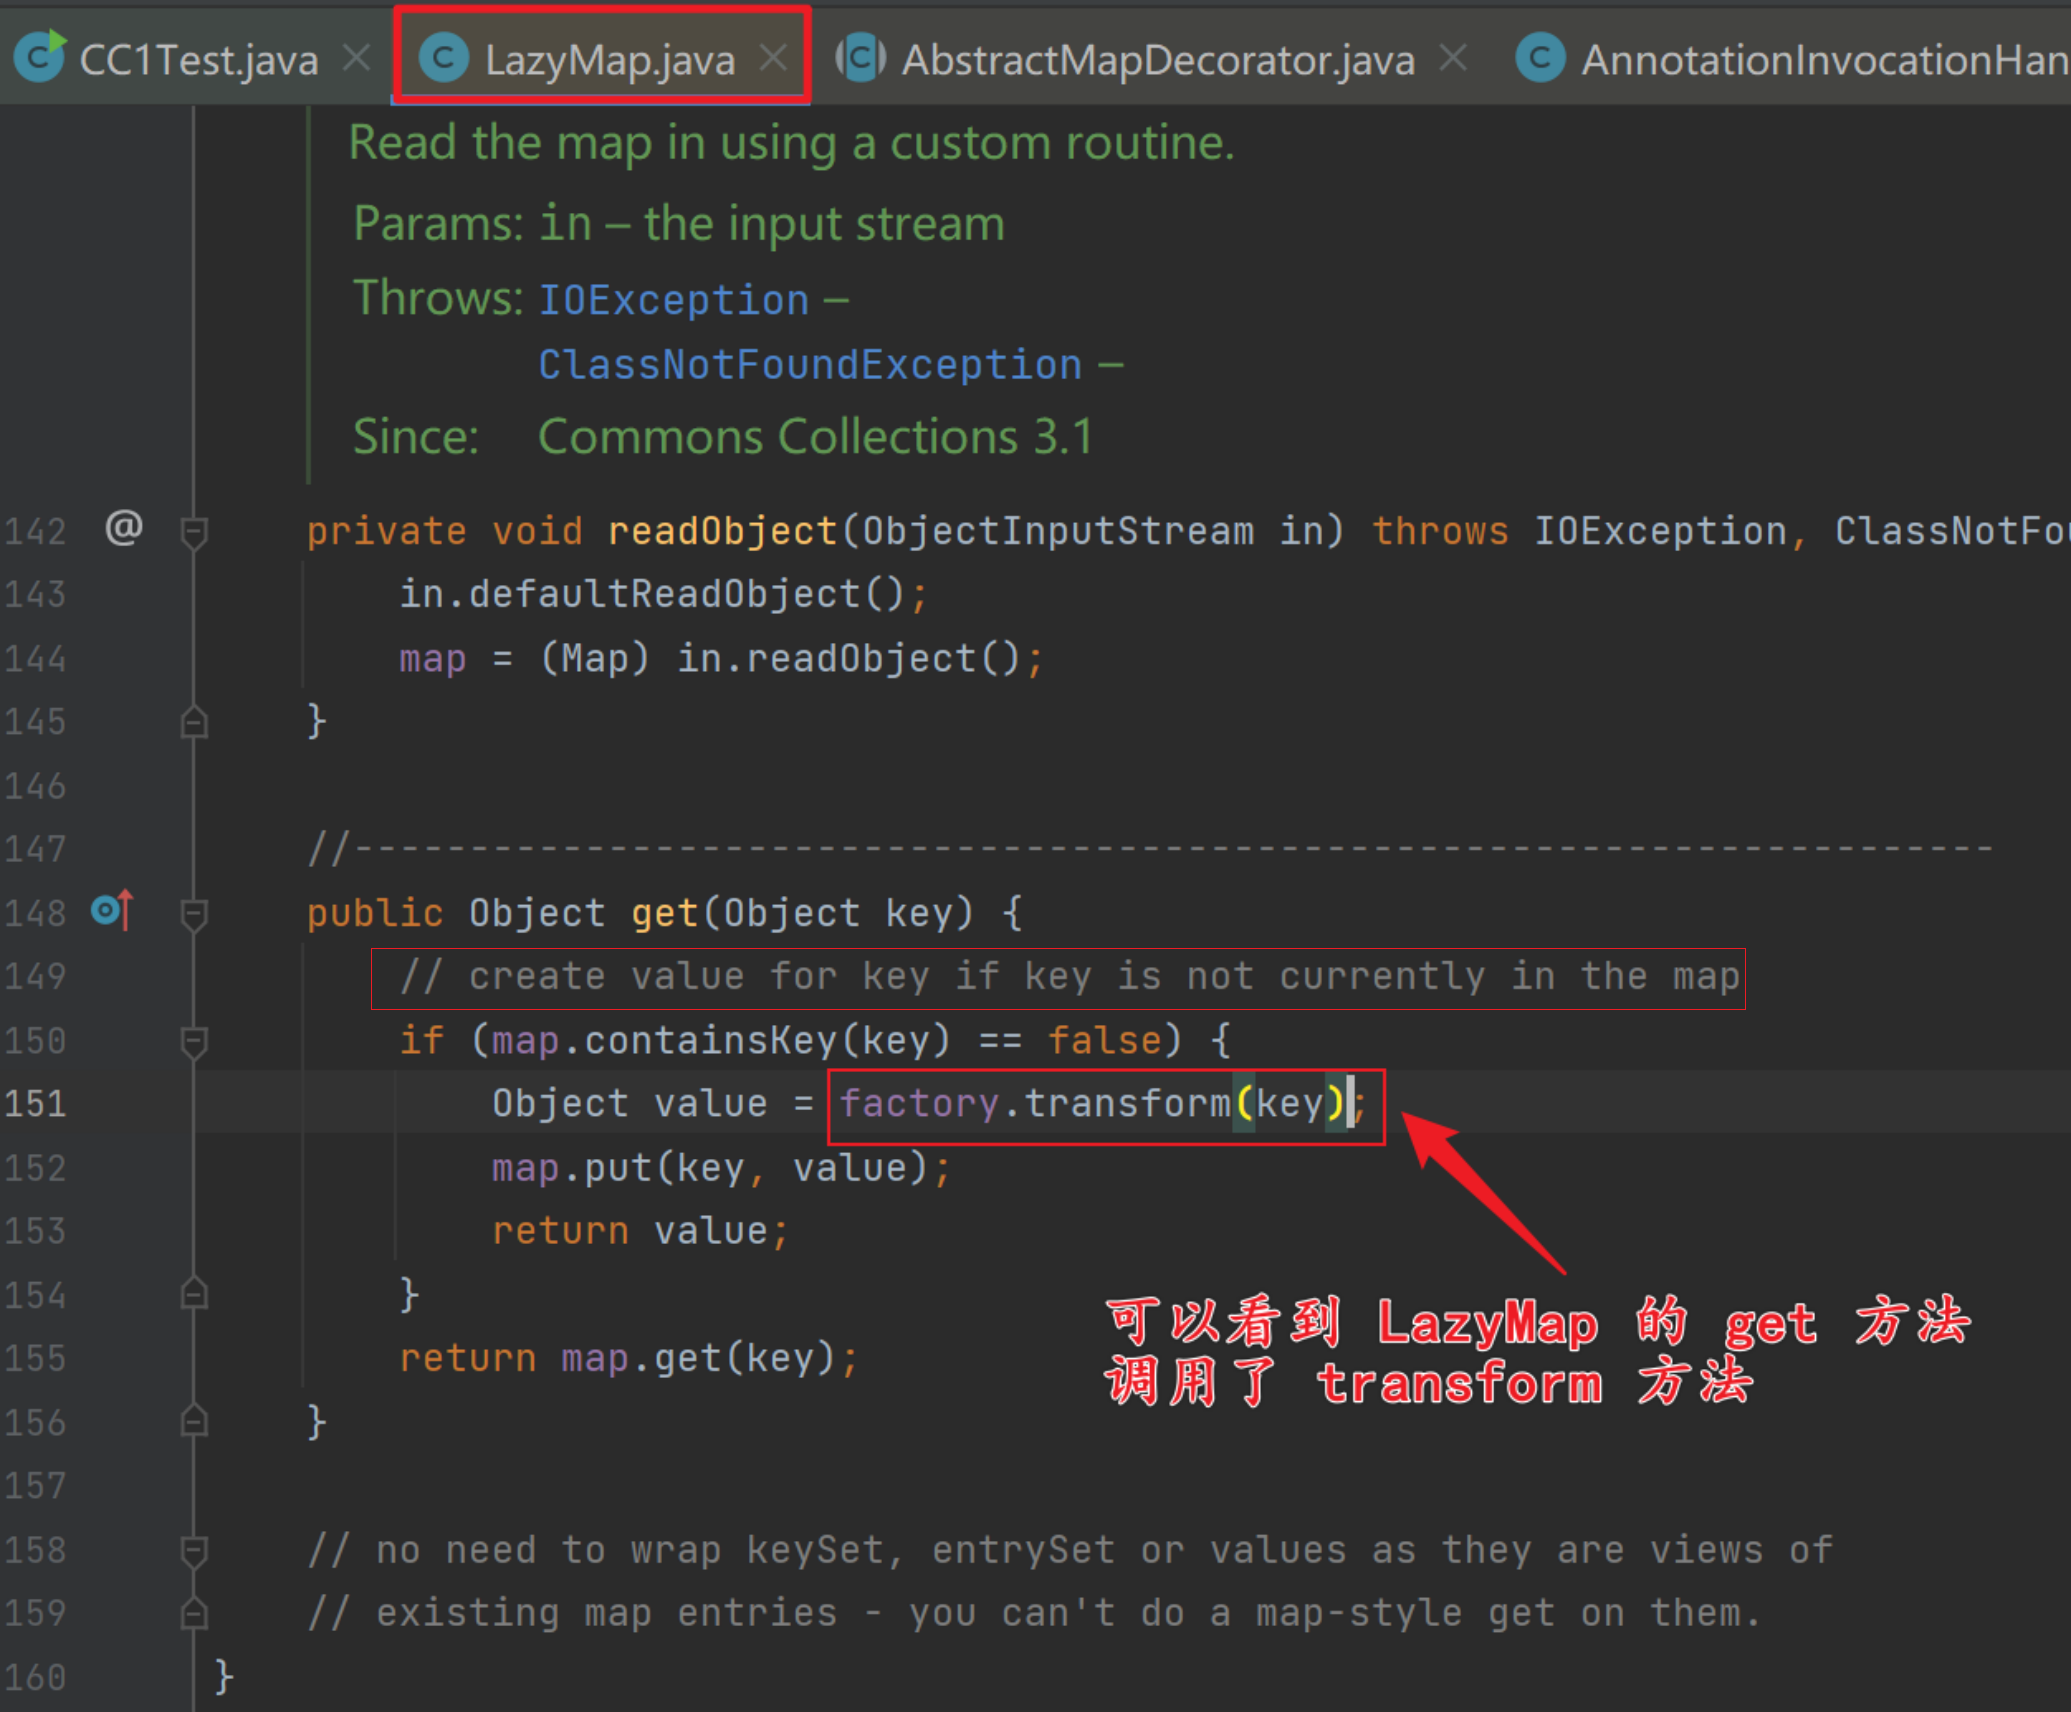 CC1Test.java LazyMap.java AbstractMapDecorator.java AnnotationInvocationHan
Read the map in using a custom routine.
Params: in – the input stream
Throws: IOException –
ClassNotFoundException –
Since: Commons Collections 3.1
142 @ private void readObject(ObjectInputStream in) throws IOException, ClassNotFou
143 in.defaultReadObject();
144 map = (Map) in.readObject();
145 }
146
147 //-----------------------------------------------------------------------
148 public Object get(Object key) {
149 // create value for key if key is not currently in the map
150 if (map.containsKey(key) == false) {
151 Object value = factory.transform(key);
152 map.put(key, value);
153 return value;
154 }
可以看到 LazyMap 的 get 方法
155 return map.get(key);
调用了 transform 方法
156 }
157
158 // no need to wrap keySet, entrySet or values as they are views of
159 // existing map entries - you can't do a map-style get on them.
160 }